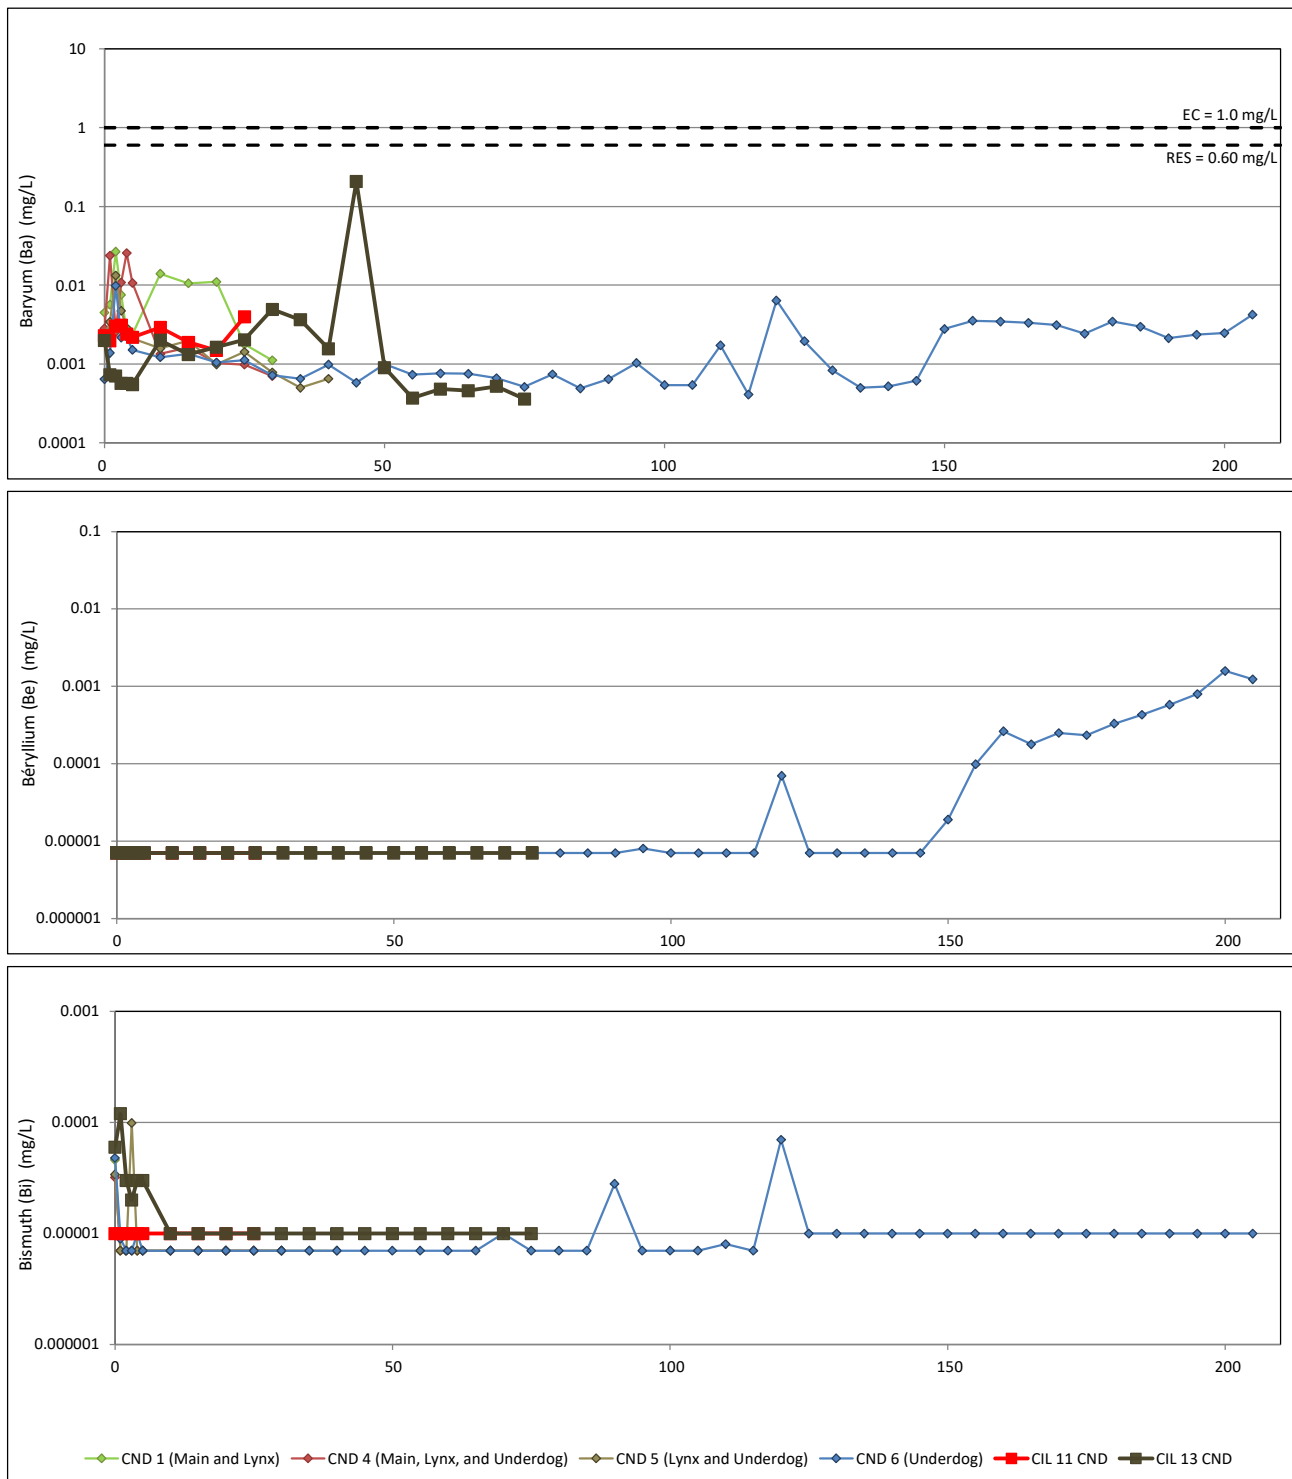 10
1
0.1
0.01
0.001
0.0001
Baryum (Ba) (mg/L)
EC = 1.0 mg/L
RES = 0.60 mg/L
0 50 100 150 200
0.1
0.01
0.001
0.0001
0.00001
0.000001
Béryllium (Be) (mg/L)
0 50 100 150 200
0.001
0.0001
0.00001
0.000001
Bismuth (Bi) (mg/L)
0 50 100 150 200
CND 1 (Main and Lynx) CND 4 (Main, Lynx, and Underdog) CND 5 (Lynx and Underdog) CND 6 (Underdog) CIL 11 CND CIL 13 CND